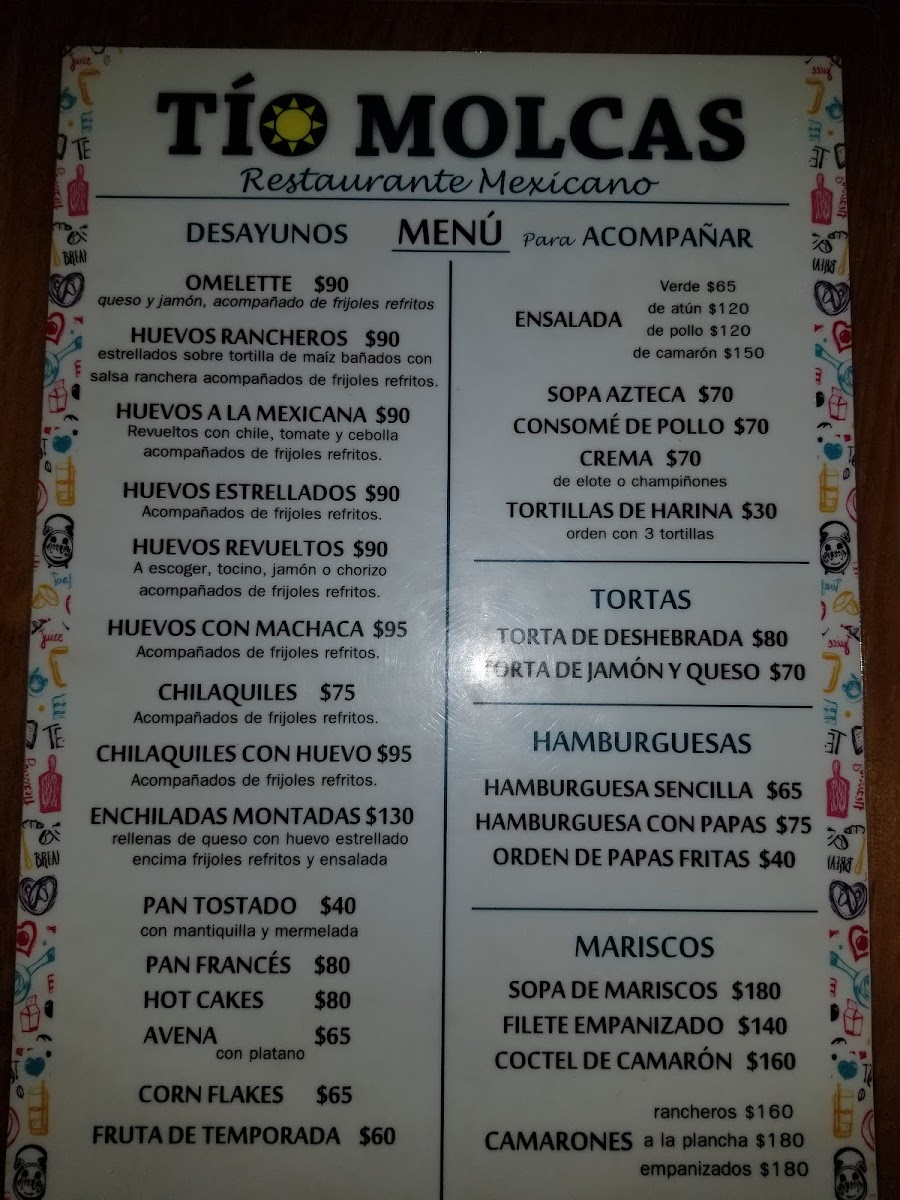 TÍO MOLCAS
Restaurante Mexicano
MENÚ
DESAYUNOS
OMELETTE $90
queso y jamón, acompañado de frijoles refritos
HUEVOS RANCHEROS $90
estrellados sobre tortilla de maíz bañados con
salsa ranchera acompañados de frijoles refritos.
HUEVOS A LA MEXICANA $90
Revueltos con chile, tomate y cebolla
acompañados de frijoles refritos.
HUEVOS ESTRELLADOS $90
Acompañados de frijoles refritos.
HUEVOS REVUELTOS $90
A escoger, tocino, jamón o chorizo
acompañados de frijoles refritos.
HUEVOS CON MACHACA $95
Acompañados de frijoles refritos.
CHILAQUILES $75
Acompañados de frijoles refritos.
CHILAQUILES CON HUEVO $95
Acompañados de frijoles refritos.
ENCHILADAS MONTADAS $130
rellenas de queso con huevo estrellado
encima frijoles refritos y ensalada
PAN TOSTADO $40
con mantiquilla y mermelada
PAN FRANCÉS $80
HOT CAKES $80
AVENA $65
con platano
CORN FLAKES $65
FRUTA DE TEMPORADA $60
Para ACOMPAÑAR
ENSALADA
Verde $65
de atún $120
de pollo $120
de camarón $150
SOPA AZTECA $70
CONSOMÉ DE POLLO $70
CREMA $70
de elote o champiñones
TORTILLAS DE HARINA $30
orden con 3 tortillas
TORTAS
TORTA DE DESHEBRADA $80
TORTA DE JAMÓN Y QUESO $70
HAMBURGUESAS
HAMBURGUESA SENCILLA $65
HAMBURGUESA CON PAPAS $75
ORDEN DE PAPAS FRITAS $40
MARISCOS
SOPA DE MARISCOS $180
FILETE EMPANIZADO $140
COCTEL DE CAMARÓN $160
CAMARONES
rancheros $160
a la plancha $180
empanizados $180